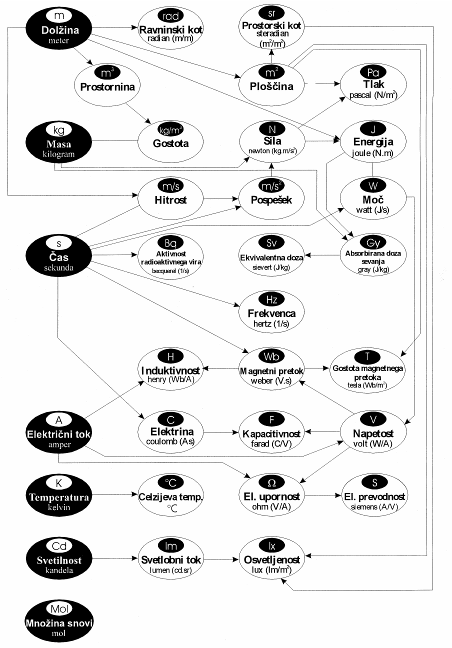 m
Dolžina
meter
rad
Ravninski kot
radian (m/m)
sr
Prostorski kot
steradian
(m²/m²)
m³
Prostornina
m²
Ploščina
Pa
Tlak
pascal (N/m²)
kg
Masa
kilogram
kg/m³
Gostota
N
Sila
newton (kg.m/s²)
J
Energija
joule (N.m)
m/s
Hitrost
m/s²
Pospešek
W
Moč
watt (J/s)
s
Čas
sekunda
Bq
Aktivnost
radioaktivnega vira
becquerel (1/s)
Sv
Ekvivalentna doza
sievert (J/kg)
Gy
Absorbirana doza
sevanja
gray (J/kg)
Hz
Frekvenca
hertz (1/s)
H
Induktivnost
henry (Wb/A)
Wb
Magnetni pretok
weber (V.s)
T
Gostota magnetnega
pretoka
tesla (Wb/m²)
A
Električni tok
amper
C
Elektrina
coulomb (As)
F
Kapacitivnost
farad (C/V)
V
Napetost
volt (W/A)
K
Temperatura
kelvin
°C
Celzijeva temp.
°C
Ω
El. upornost
ohm (V/A)
S
El. prevodnost
siemens (A/V)
Cd
Svetilnost
kandela
lm
Svetlobni tok
lumen (cd.sr)
lx
Osvetljenost
lux (lm/m²)
Mol
Množina snovi
mol